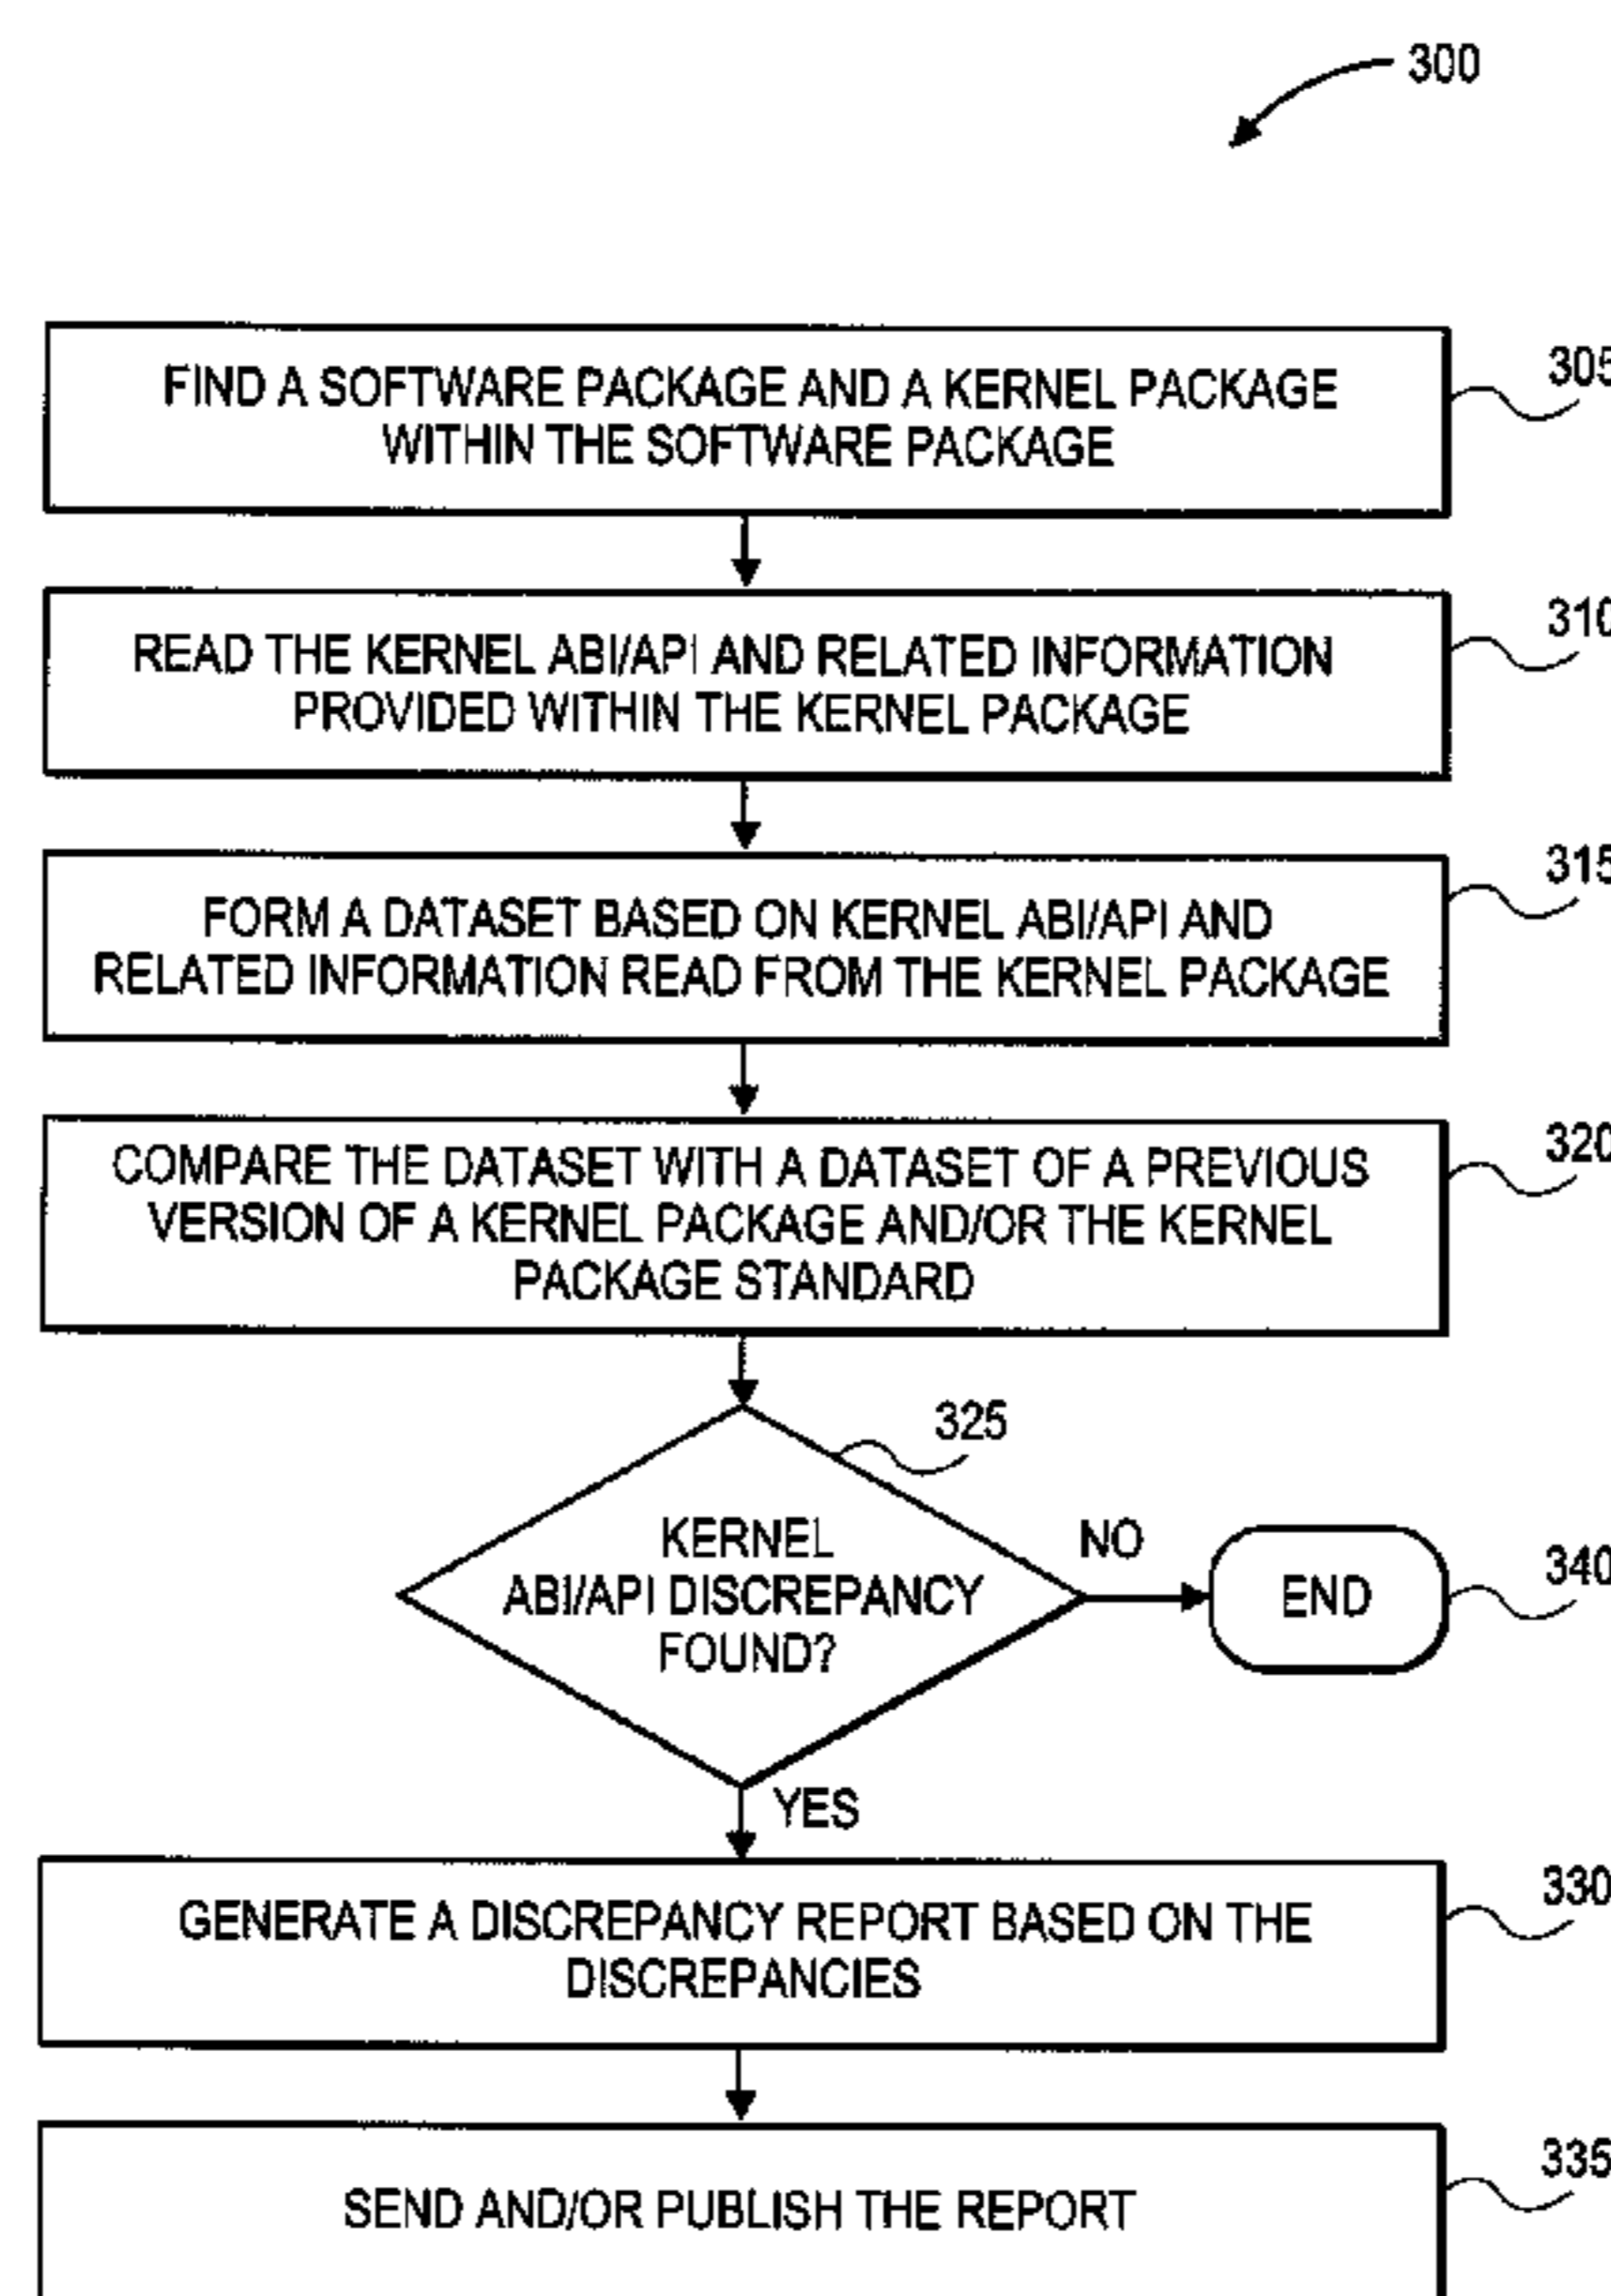 300
FIND A SOFTWARE PACKAGE AND A KERNEL PACKAGE
WITHIN THE SOFTWARE PACKAGE
305
READ THE KERNEL ABI/API AND RELATED INFORMATION
PROVIDED WITHIN THE KERNEL PACKAGE
310
FORM A DATASET BASED ON KERNEL ABI/API AND
RELATED INFORMATION READ FROM THE KERNEL PACKAGE
315
COMPARE THE DATASET WITH A DATASET OF A PREVIOUS
VERSION OF A KERNEL PACKAGE AND/OR THE KERNEL
PACKAGE STANDARD
320
325
KERNEL
ABI/API DISCREPANCY
FOUND?
NO
END
340
YES
GENERATE A DISCREPANCY REPORT BASED ON THE
DISCREPANCIES
330
SEND AND/OR PUBLISH THE REPORT
335